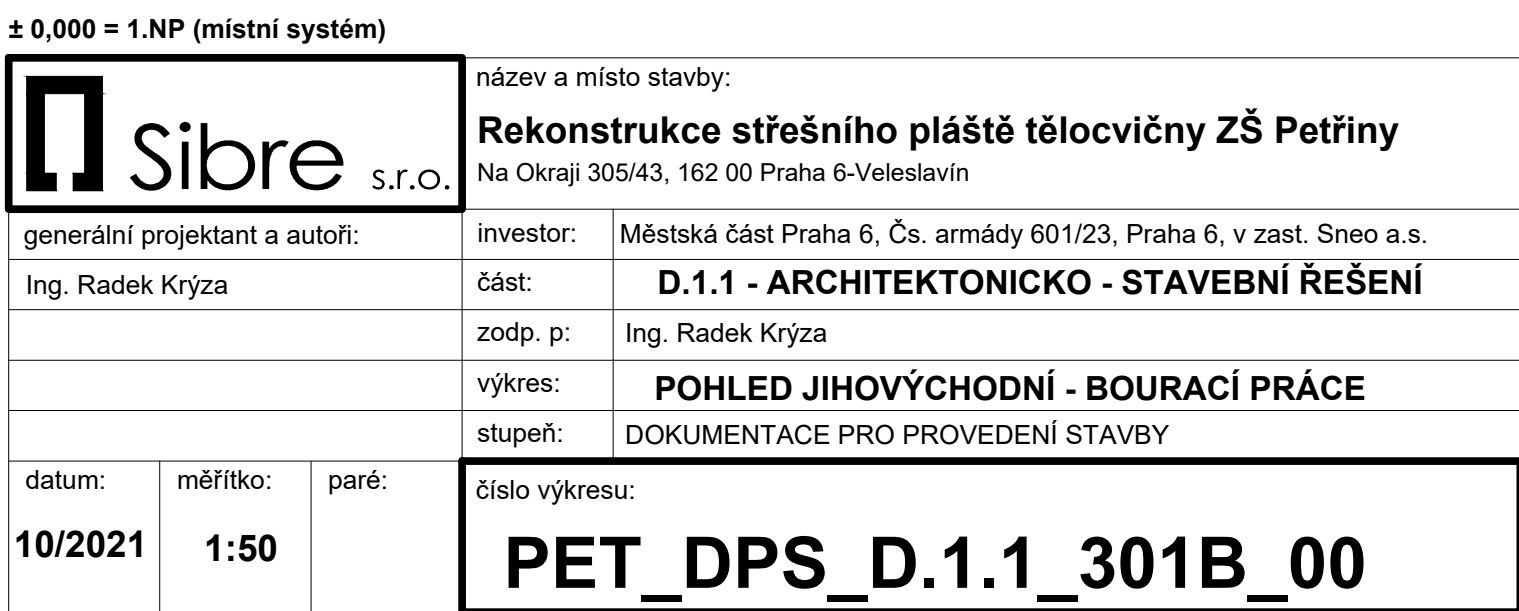 ± 0,000 = 1.NP (místní systém)
Sibre s.r.o.
název a místo stavby:
Rekonstrukce střešního pláště tělocvičny ZŠ Petřiny
Na Okraji 305/43, 162 00 Praha 6-Veleslavín
generální projektant a autoři:
Ing. Radek Krýza
investor: Městská část Praha 6, Čs. armády 601/23, Praha 6, v zast. Sneo a.s.
část: D.1.1 - ARCHITEKTONICKO - STAVEBNÍ ŘEŠENÍ
zodp. p: Ing. Radek Krýza
výkres: POHLED JIHOVÝCHODNÍ - BOURACÍ PRÁCE
stupeň: DOKUMENTACE PRO PROVEDENÍ STAVBY
datum: měřítko: paré:
10/2021 1:50
číslo výkresu:
PET_DPS_D.1.1_301B_00